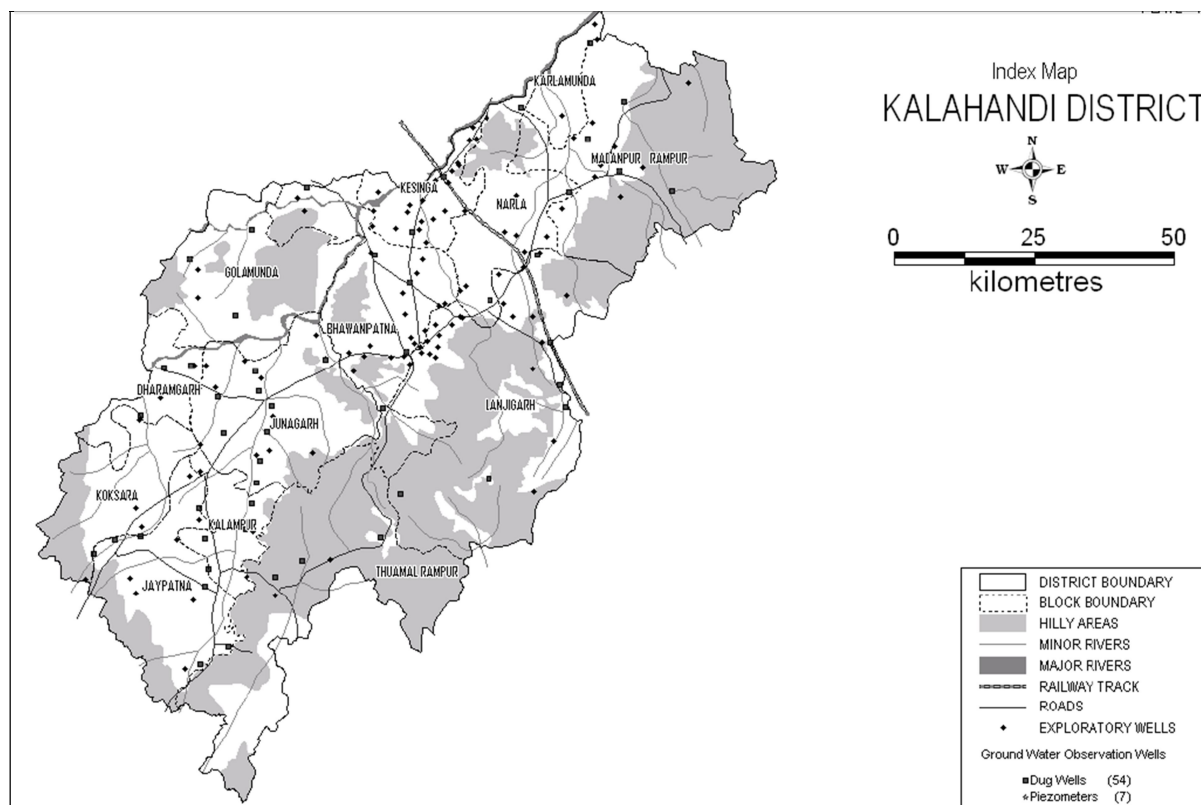 Index Map
KALAHANDI DISTRICT
N
W E
S
0 25 50
kilometres
KARLAMUNDA
MADANPUR RAMPUR
KESINGA
NARLA
GOLAMUNDA
BHAWANPATNA
DHARAMGARH
LANJIGARH
JUNAGARH
KOKSARA
KALAMPUR
THUAMAL RAMPUR
JAYPATNA
DISTRICT BOUNDARY
BLOCK BOUNDARY
HILLY AREAS
MINOR RIVERS
MAJOR RIVERS
RAILWAY TRACK
ROADS
EXPLORATORY WELLS
Ground Water Observation Wells
Dug Wells (54)
Piezometers (7)